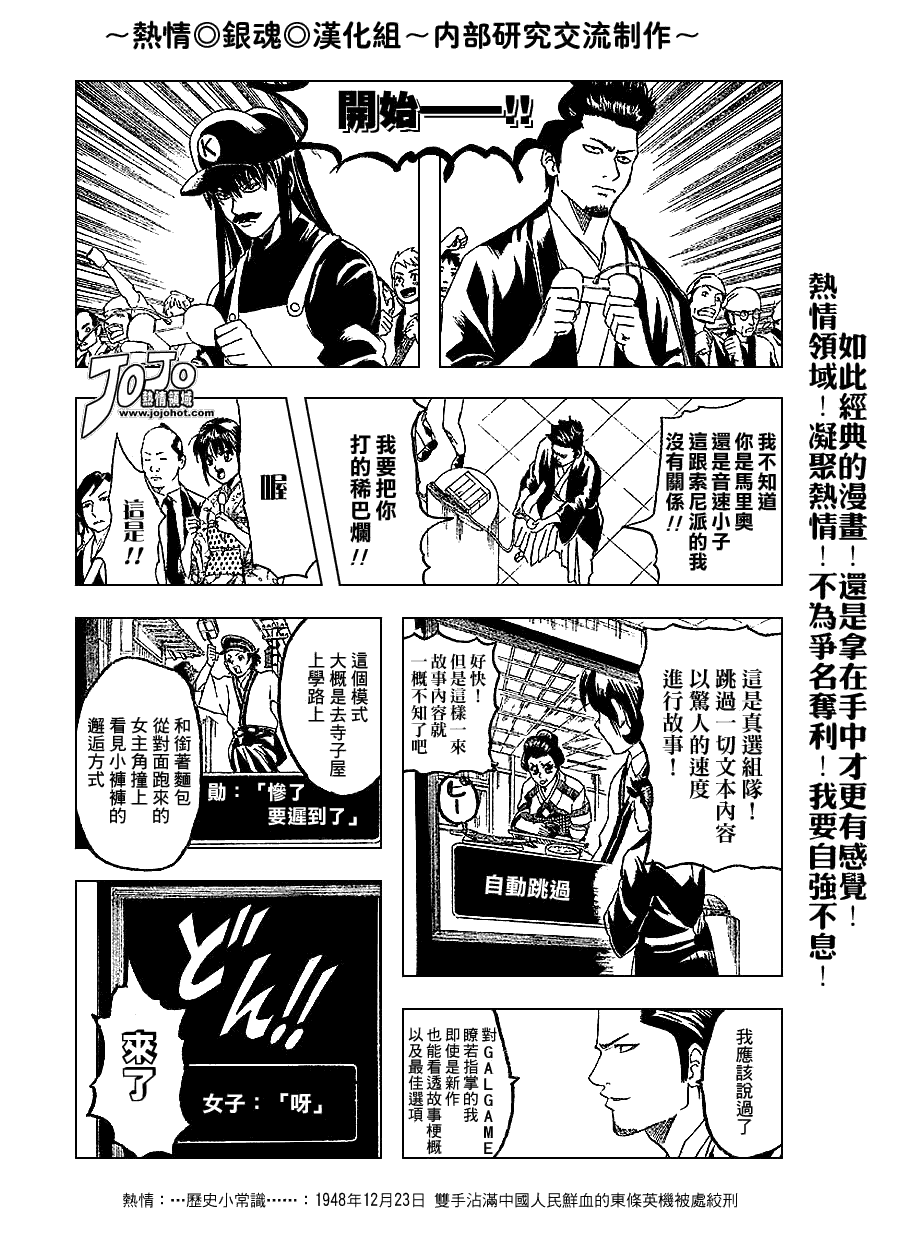 ～熱情◎銀魂◎漢化組～内部研究交流制作～
開始——!!
K
JOJO
熱情領域
www.jojohot.com
我不知道
你是馬里奧
還是音速小子
這跟索尼派的我
沒有關係!!
我要把你
打的稀巴爛
!!
喔
這是!!
這是真選組隊！
跳過一切文本內容
以驚人的速度
進行故事！
好快！
但是這樣一來
故事內容就
一概不知了吧
ピー
自動跳過
這個模式
大概是去寺子屋
上學路上
和銜著麵包
從對面跑來的
女主角撞上
看見小褲褲的
邂逅方式
勛：「慘了
要遲到了」
我應該說過了
對GALGAME
瞭若指掌的我
即使是新作
也能看透故事梗概
以及最佳選項
どん!!
來了
女子：「呀」
如此經典的漫畫！還是拿在手中才更有感覺！
熱情領域！凝聚熱情！不為爭名奪利！我要自強不息！
熱情：…歷史小常識……：1948年12月23日 雙手沾滿中國人民鮮血的東條英機被處絞刑